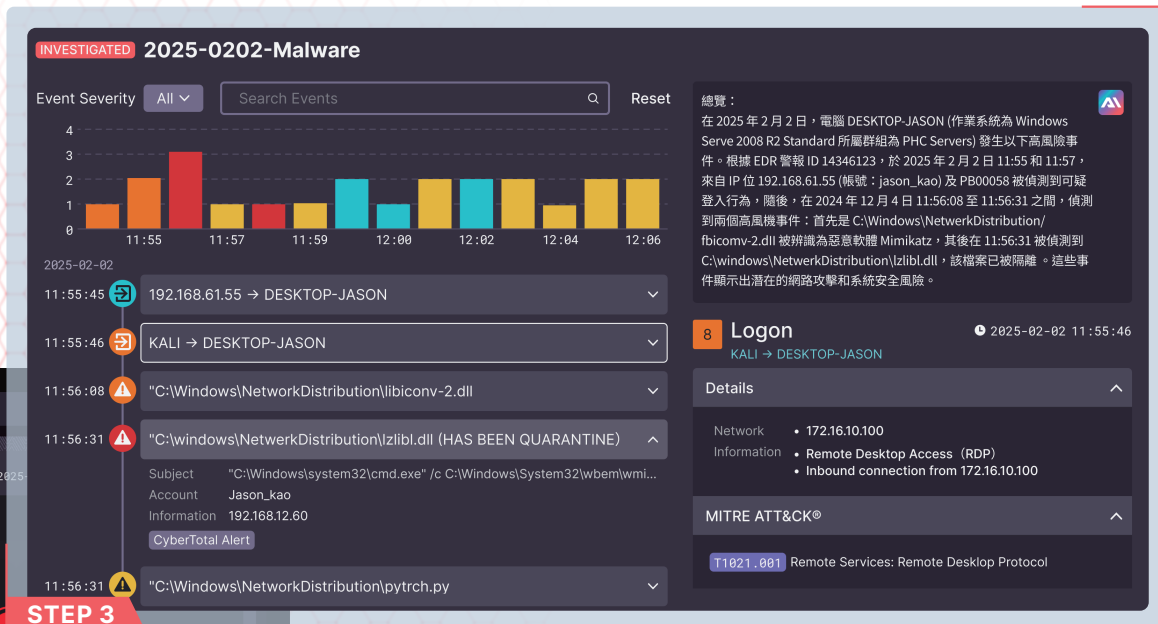 INVESTIGATED 2025-0202-Malware
Event Severity All Search Events Reset
4
3
2
1
0
11:55 11:57 11:59 12:00 12:02 12:04 12:06
2025-02-02
11:55:45 192.168.61.55 → DESKTOP-JASON
11:55:46 KALI → DESKTOP-JASON
11:56:08 "C:\Windows\NetworkDistribution\libiconv-2.dll
11:56:31 "C:\windows\NetwerkDistribution\lzlibl.dll (HAS BEEN QUARANTINE)
Subject "C:\Windows\system32\cmd.exe" /c C:\Windows\System32\wbem\wmi...
Account Jason_kao
Information 192.168.12.60
CyberTotal Alert
11:56:31 "C:\Windows\NetworkDistribution\pytrch.py
STEP 3
2025-
總覽：
在 2025 年 2 月 2 日，電腦 DESKTOP-JASON (作業系統為 Windows
Serve 2008 R2 Standard 所屬群組為 PHC Servers) 發生以下高風險事
件。根據 EDR 警報 ID 14346123，於 2025 年 2 月 2 日 11:55 和 11:57，
來自 IP 位 192.168.61.55 (帳號：jason_kao) 及 PB00058 被偵測到可疑
登入行為，隨後，在 2024 年 12 月 4 日 11:56:08 至 11:56:31 之間，偵測
到兩個高風機事件：首先是 C:\Windows\NetwerkDistribution/
fbicomv-2.dll 被辨識為惡意軟體 Mimikatz，其後在 11:56:31 被偵測到
C:\windows\NetwerkDistribution\lzlibl.dll，該檔案已被隔離 。這些事
件顯示出潛在的網路攻擊和系統安全風險。
8 Logon 2025-02-02 11:55:46
KALI → DESKTOP-JASON
Details
Network • 172.16.10.100
Information • Remote Desktop Access（RDP）
• Inbound connection from 172.16.10.100
MITRE ATT&CK®
T1021.001 Remote Services: Remote Desklop Protocol